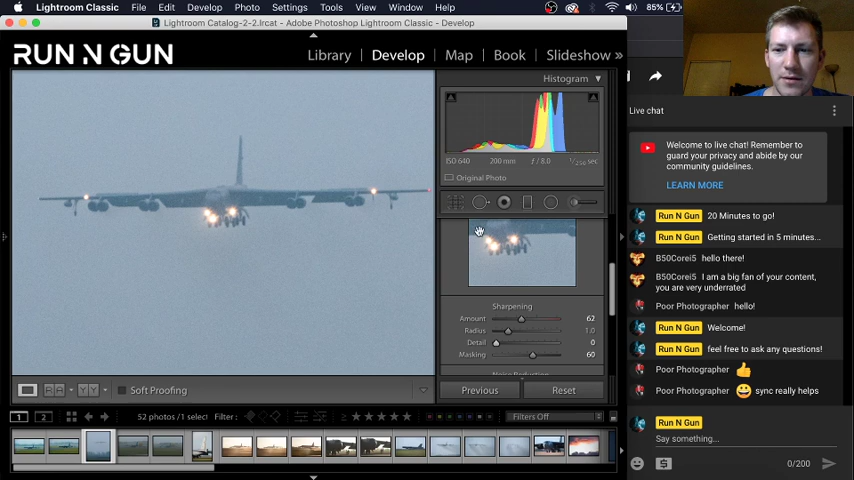 Lightroom Classic File Edit Develop Photo Settings Tools View Window Help 85%
Lightroom Catalog-2-2.lrcat - Adobe Photoshop Lightroom Classic - Develop
RUN N GUN Library Develop Map Book Slideshow »
Histogram
ISO 640 200 mm ƒ / 8.0
Original Photo
Sharpening
Amount 62
Radius 1.0
Detail 0
Masking 60
Previous Reset
Soft Proofing
1 2 52 photos /1 select Filter : Filters Off
Live chat
Welcome to live chat! Remember to
guard your privacy and abide by our
community guidelines.
LEARN MORE
Run N Gun 20 Minutes to go!
Run N Gun Getting started in 5 minutes...
B50Corei5 hello there!
B50Corei5 I am a big fan of your content,
you are very underrated
Poor Photographer hello!
Run N Gun Welcome!
Run N Gun feel free to ask any questions!
Poor Photographer 👍
Poor Photographer 😀 sync really helps
Run N Gun
Say something...
0/200